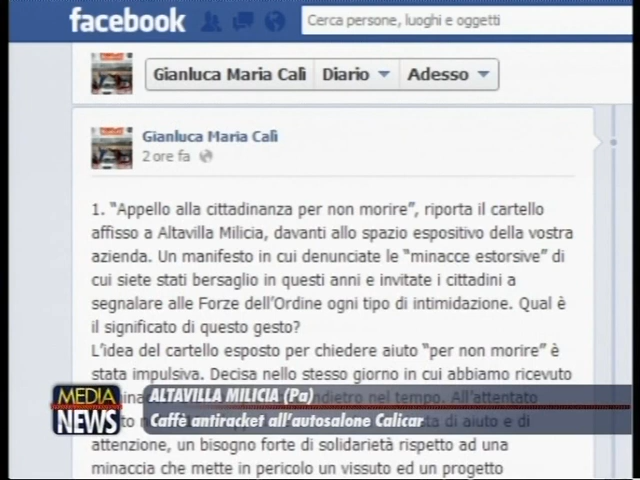 facebook
Cerca persone, luoghi e oggetti
Gianluca Maria Calì Diario Adesso
Gianluca Maria Calì
2 ore fa
1. “Appello alla cittadinanza per non morire”, riporta il cartello
affisso a Altavilla Milicia, davanti allo spazio espositivo della vostra
azienda. Un manifesto in cui denunciate le “minacce estorsive” di
cui siete stati bersaglio in questi anni e invitate i cittadini a
segnalare alle Forze dell’Ordine ogni tipo di intimidazione. Qual è
il significato di questo gesto?
L’idea del cartello esposto per chiedere aiuto “per non morire” è
stata impulsiva. Decisa nello stesso giorno in cui abbiamo ricevuto
indietro nel tempo. All’attentato
MEDIA
NEWS
ALTAVILLA MILICIA (Pa)
Caffè antiracket all’autosalone Calicar
di aiuto e di
attenzione, un bisogno forte di solidarietà rispetto ad una
minaccia che mette in pericolo un vissuto ed un progetto